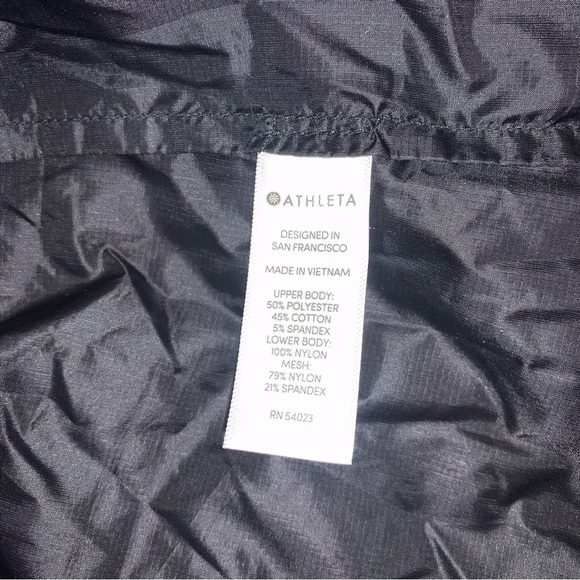 ATHLETA
DESIGNED IN
SAN FRANCISCO
MADE IN VIETNAM
UPPER BODY:
50% POLYESTER
45% COTTON
5% SPANDEX
LOWER BODY:
100% NYLON
MESH:
79% NYLON
21% SPANDEX
RN 54023